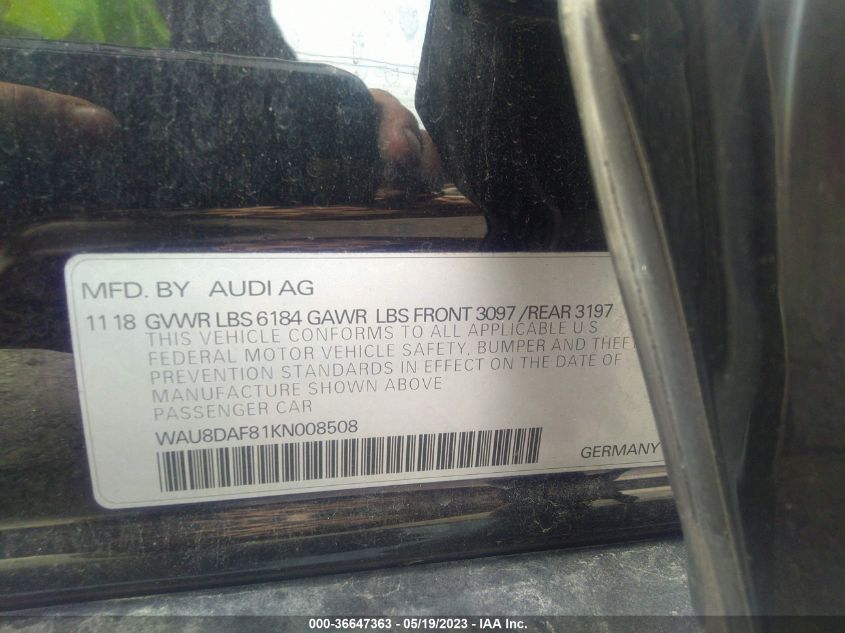 MFD. BY AUDI AG
11 18 GVWR LBS 6184 GAWR LBS FRONT 3097 /REAR 3197
THIS VEHICLE CONFORMS TO ALL APPLICABLE U S
FEDERAL MOTOR VEHICLE SAFETY, BUMPER AND THEFT
PREVENTION STANDARDS IN EFFECT ON THE DATE OF
MANUFACTURE SHOWN ABOVE
PASSENGER CAR
WAU8DAF81KN008508
GERMANY
000-36647363 - 05/19/2023 - IAA Inc.